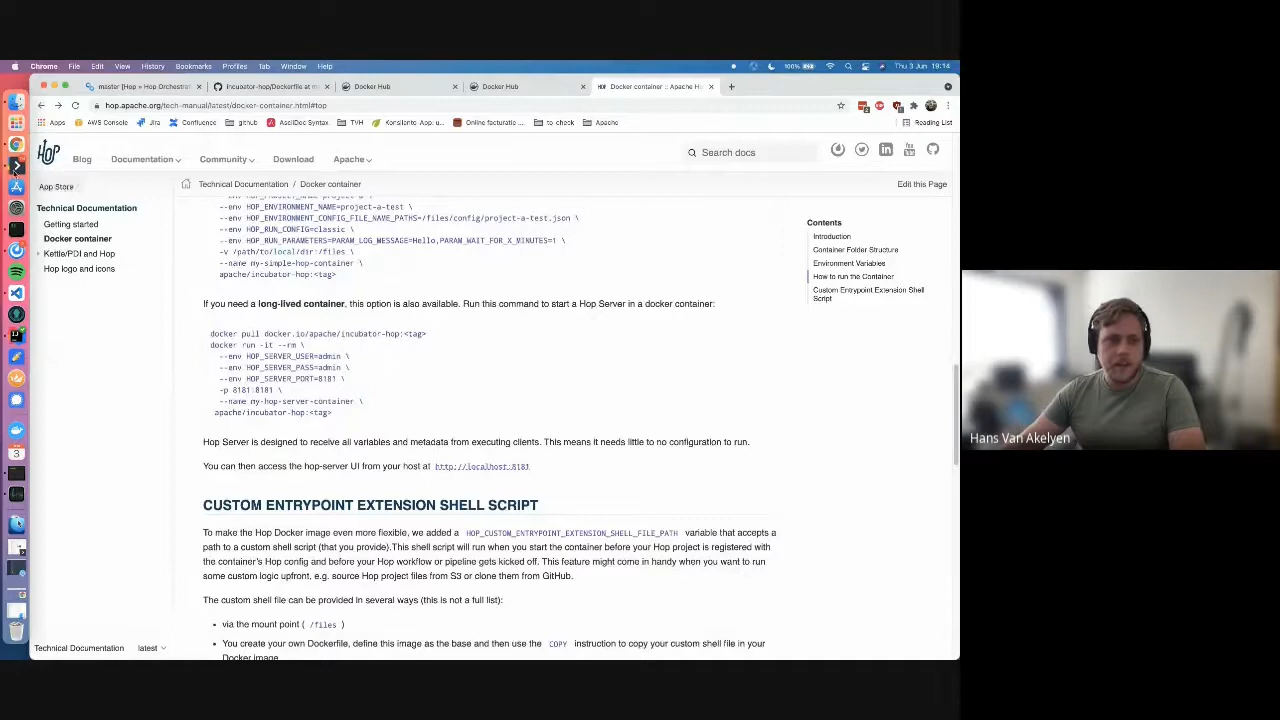 Chrome File Edit View History Bookmarks Profiles Tab Window Help 100% Thu 3 Jun 19:14
master [Hop » Hop Orchestrat incubator-hop/Dockerfile at m Docker Hub Docker Hub Docker container :: Apache Ho
hop.apache.org/tech-manual/latest/docker-container.html#top
Apps AWS Console Jira Confluence github AsciiDoc Syntax TVH Konsilanto App: u... Online facturatie... to_check Apache Reading List
HOP Blog Documentation Community Download Apache Search docs
App Store
Technical Documentation / Docker container Edit this Page
Technical Documentation
Getting started
Docker container
Kettle/PDI and Hop
Hop logo and icons
--env HOP_ENVIRONMENT_NAME=project-a-test \
--env HOP_ENVIRONMENT_CONFIG_FILE_NAME_PATHS=/files/config/project-a-test.json \
--env HOP_RUN_CONFIG=classic \
--env HOP_RUN_PARAMETERS=PARAM_LOG_MESSAGE=Hello,PARAM_WAIT_FOR_X_MINUTES=1 \
-v /path/to/local/dir:/files \
--name my-simple-hop-container \
apache/incubator-hop:<tag>
If you need a long-lived container, this option is also available. Run this command to start a Hop Server in a docker container:
docker pull docker.io/apache/incubator-hop:<tag>
docker run -it --rm \
--env HOP_SERVER_USER=admin \
--env HOP_SERVER_PASS=admin \
--env HOP_SERVER_PORT=8181 \
-p 8181:8181 \
--name my-hop-server-container \
apache/incubator-hop:<tag>
Hop Server is designed to receive all variables and metadata from executing clients. This means it needs little to no configuration to run.
You can then access the hop-server UI from your host at http://localhost:8181
CUSTOM ENTRYPOINT EXTENSION SHELL SCRIPT
To make the Hop Docker image even more flexible, we added a HOP_CUSTOM_ENTRYPOINT_EXTENSION_SHELL_FILE_PATH variable that accepts a
path to a custom shell script (that you provide).This shell script will run when you start the container before your Hop project is registered with
the container's Hop config and before your Hop workflow or pipeline gets kicked off. This feature might come in handy when you want to run
some custom logic upfront, e.g. source Hop project files from S3 or clone them from GitHub.
The custom shell file can be provided in several ways (this is not a full list):
via the mount point ( /files )
You create your own Dockerfile, define this image as the base and then use the COPY instruction to copy your custom shell file in your
Docker image
Contents
Introduction
Container Folder Structure
Environment Variables
How to run the Container
Custom Entrypoint Extension Shell
Script
Technical Documentation latest
Hans Van Akelyen